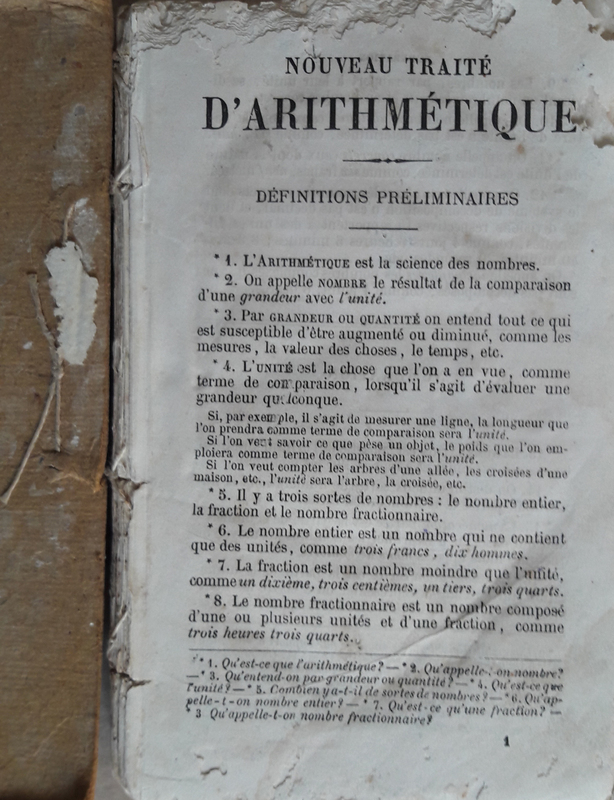 NOUVEAU TRAITÉ
D'ARITHMÉTIQUE
DÉFINITIONS PRÉLIMINAIRES
* 1. L'ARITHMÉTIQUE est la science des nombres.
* 2. On appelle NOMBRE le résultat de la comparaison
d'une grandeur avec l'unité.
* 3. Par GRANDEUR OU QUANTITÉ on entend tout ce qui
est susceptible d'être augmenté ou diminué, comme les
mesures, la valeur des choses, le temps, etc.
* 4. L'UNITÉ est la chose que l'on a en vue, comme
terme de comparaison, lorsqu'il s'agit d'évaluer une
grandeur quelconque.
Si, par exemple, il s'agit de mesurer une ligne, la longueur que
l'on prendra comme terme de comparaison sera l'unité.
Si l'on veut savoir ce que pèse un objet, le poids que l'on em-
ploiera comme terme de comparaison sera l'unité.
Si l'on veut compter les arbres d'une allée, les croisées d'une
maison, etc., l'unité sera l'arbre, la croisée, etc.
* 5. Il y a trois sortes de nombres : le nombre entier,
la fraction et le nombre fractionnaire.
* 6. Le nombre entier est un nombre qui ne contient
que des unités, comme trois francs, dix hommes.
* 7. La fraction est un nombre moindre que l'unité,
comme un dixième, trois centièmes, un tiers, trois quarts.
* 8. Le nombre fractionnaire est un nombre composé
d'une ou plusieurs unités et d'une fraction, comme
trois heures trois quarts.
* 1. Qu'est-ce que l'arithmétique? — * 2. Qu'appelle-t-on nombre?
— * 3. Qu'entend-on par grandeur ou quantité? — * 4. Qu'est-ce que
l'unité? — * 5. Combien y a-t-il de sortes de nombres? — * 6. Qu'ap-
pelle-t-on nombre entier? — * 7. Qu'est-ce qu'une fraction? —
* 3 Qu'appelle-t-on nombre fractionnaire?
1